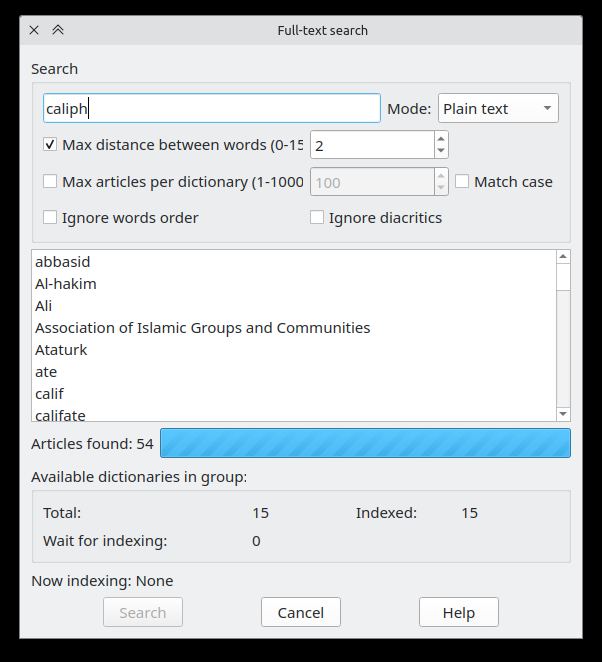 Full-text search
Search
caliph Mode: Plain text
Max distance between words (0-15 2
Max articles per dictionary (1-1000 100 Match case
Ignore words order Ignore diacritics
abbasid
Al-hakim
Ali
Association of Islamic Groups and Communities
Ataturk
ate
calif
califate
Articles found: 54
Available dictionaries in group:
Total: 15 Indexed: 15
Wait for indexing: 0
Now indexing: None
Search Cancel Help